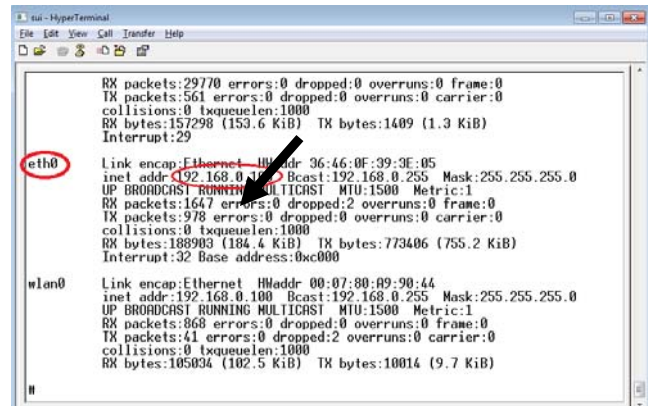 sui - HyperTerminal
File Edit View Call Transfer Help
RX packets:29770 errors:0 dropped:0 overruns:0 frame:0
TX packets:561 errors:0 dropped:0 overruns:0 carrier:0
collisions:0 txqueuelen:1000
RX bytes:157298 (153.6 KiB) TX bytes:1409 (1.3 KiB)
Interrupt:29
eth0 Link encap:Ethernet HWaddr 36:46:0F:39:3E:05
inet addr: Bcast:192.168.0.255 Mask:255.255.255.0
UP BROADCAST RUNNING MULTICAST MTU:1500 Metric:1
RX packets:1647 errors:0 dropped:2 overruns:0 frame:0
TX packets:978 errors:0 dropped:0 overruns:0 carrier:0
collisions:0 txqueuelen:1000
RX bytes:188903 (184.4 KiB) TX bytes:773406 (755.2 KiB)
Interrupt:32 Base address:0xc000
wlan0 Link encap:Ethernet HWaddr 00:07:80:A9:90:44
inet addr:192.168.0.100 Bcast:192.168.0.255 Mask:255.255.255.0
UP BROADCAST RUNNING MULTICAST MTU:1500 Metric:1
RX packets:868 errors:0 dropped:0 overruns:0 frame:0
TX packets:41 errors:0 dropped:2 overruns:0 carrier:0
collisions:0 txqueuelen:1000
RX bytes:105034 (102.5 KiB) TX bytes:10014 (9.7 KiB)
#